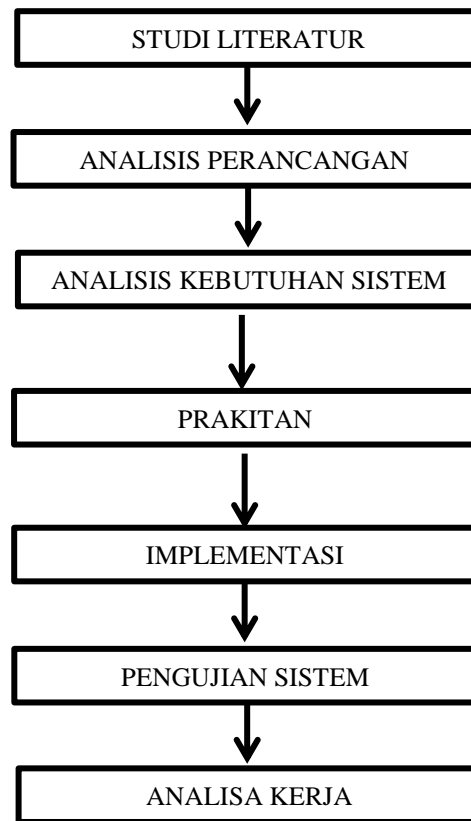 STUDI LITERATUR
ANALISIS PERANCANGAN
ANALISIS KEBUTUHAN SISTEM
PRAKITAN
IMPLEMENTASI
PENGUJIAN SISTEM
ANALISA KERJA